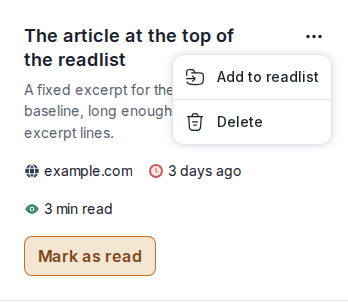 The article at the top of
the readlist
A fixed excerpt for the
baseline, long enough
excerpt lines.
Add to readlist
Delete
example.com 3 days ago
3 min read
Mark as read